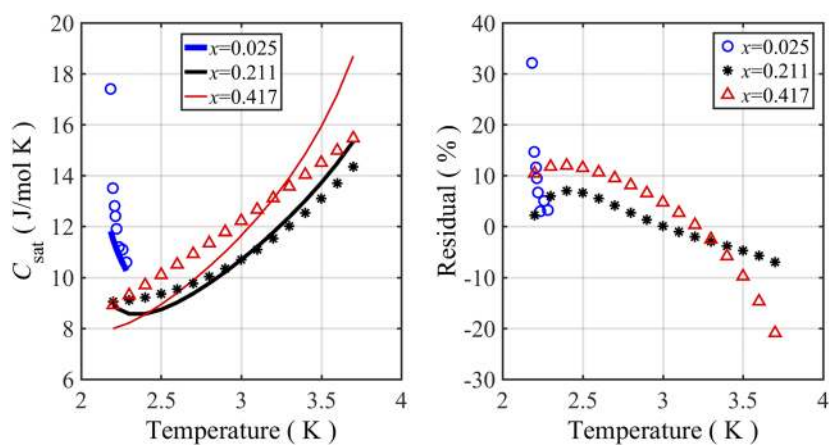 20
18
16
14
12
10
8
6
2
2.5
3
3.5
4
C_sat ( J/mol K )
Temperature ( K )
x=0.025
x=0.211
x=0.417
40
30
20
10
0
-10
-20
-30
2
2.5
3
3.5
4
Residual ( % )
Temperature ( K )
x=0.025
x=0.211
x=0.417